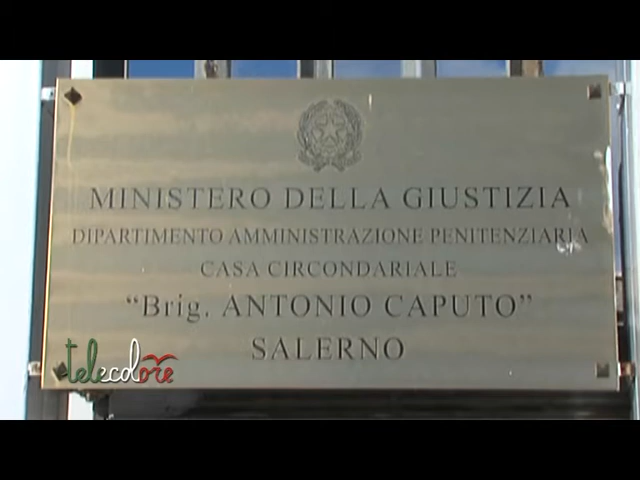 MINISTERO DELLA GIUSTIZIA
DIPARTIMENTO AMMINISTRAZIONE PENITENZIARIA
CASA CIRCONDARIALE
"Brig. ANTONIO CAPUTO"
SALERNO
telecolore